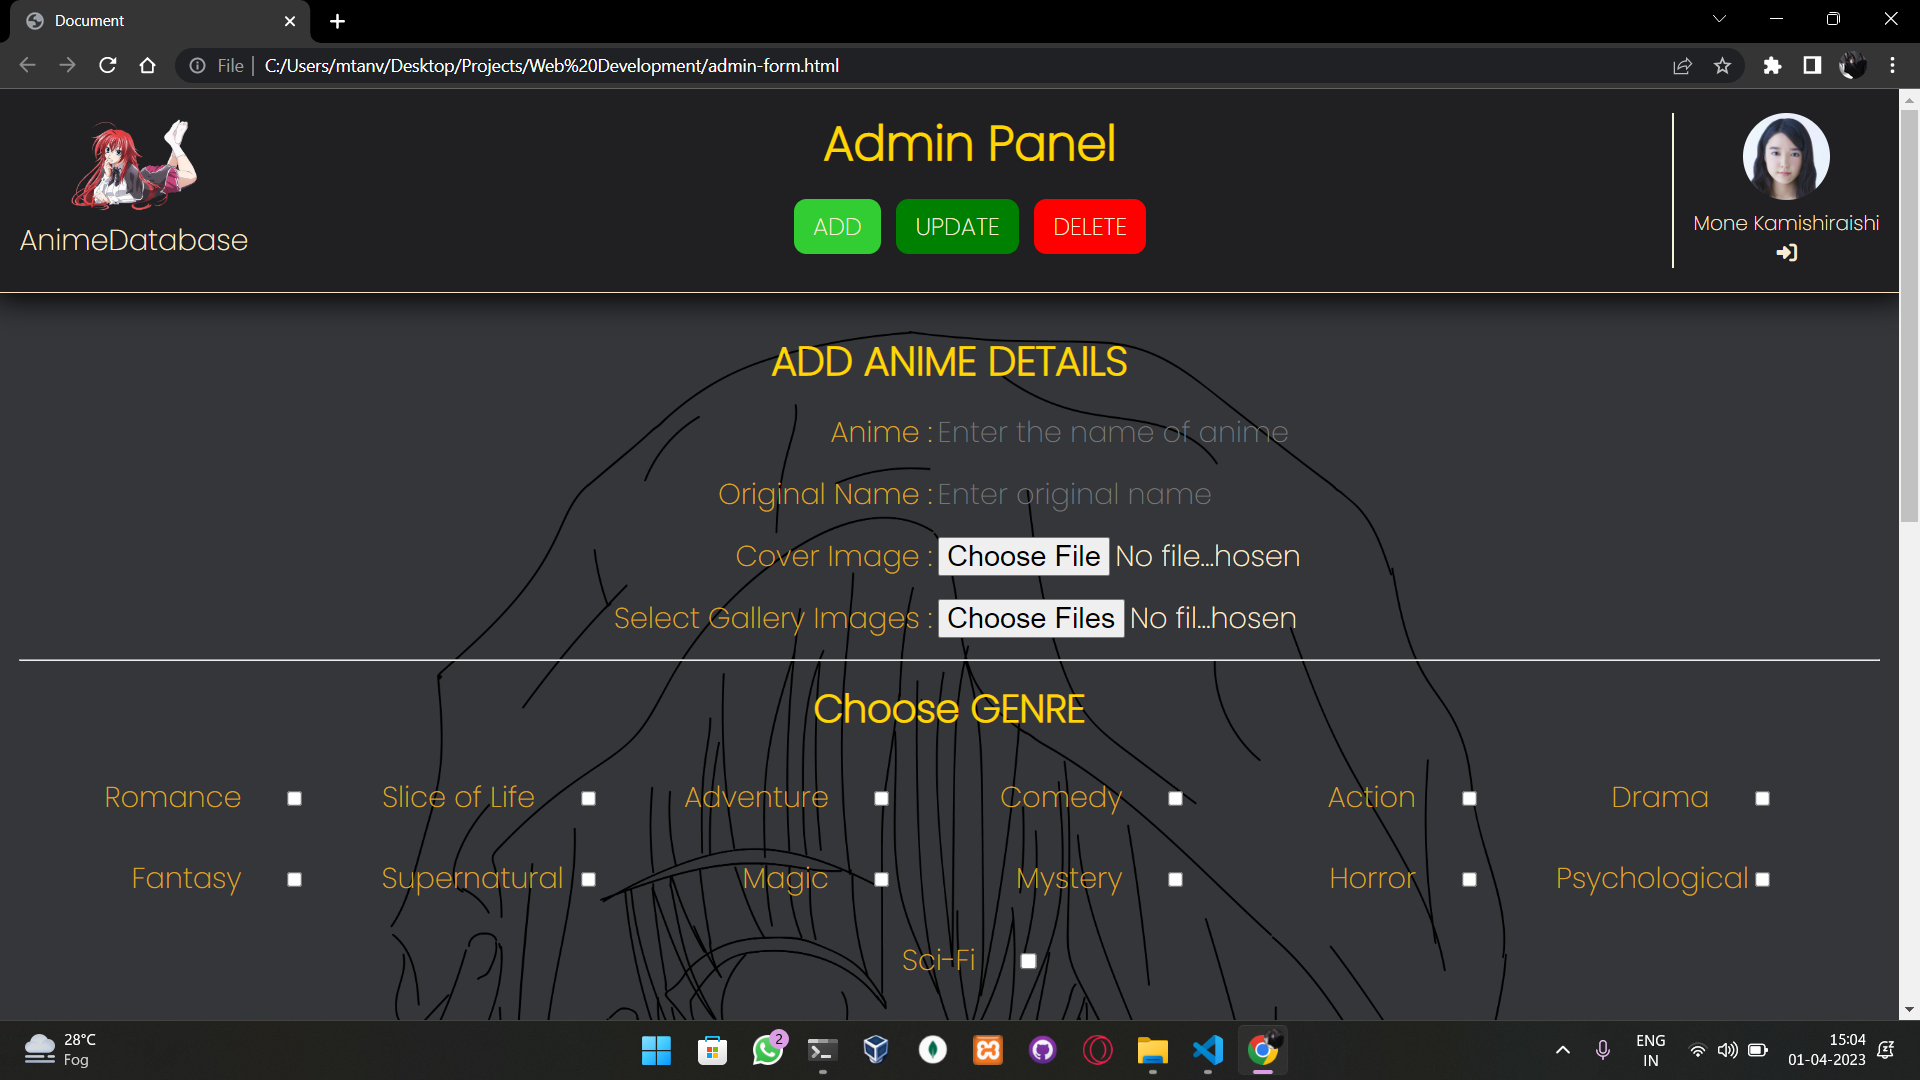 Document
File
C:/Users/mtanv/Desktop/Projects/Web%20Development/admin-form.html
AnimeDatabase
Admin Panel
ADD UPDATE DELETE
Mone Kamishiraishi
ADD ANIME DETAILS
Anime : Enter the name of anime
Original Name : Enter original name
Cover Image : Choose File No file...hosen
Select Gallery Images : Choose Files No fil...hosen
Choose GENRE
Romance Slice of Life Adventure Comedy Action Drama
Fantasy Supernatural Magic Mystery Horror Psychological
Sci-Fi
28°C
Fog
2
ENG
IN
15:04
01-04-2023